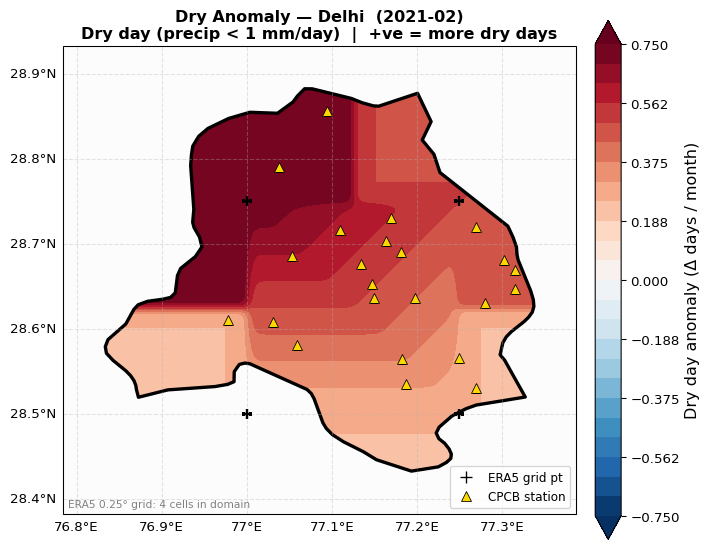 Dry Anomaly — Delhi  (2021-02)
Dry day (precip < 1 mm/day)  |  +ve = more dry days
28.9°N
28.8°N
28.7°N
28.6°N
28.5°N
28.4°N
76.8°E
76.9°E
77°E
77.1°E
77.2°E
77.3°E
ERA5 0.25° grid: 4 cells in domain
ERA5 grid pt
CPCB station
0.750
0.562
0.375
0.188
0.000
−0.188
−0.375
−0.562
−0.750
Dry day anomaly (Δ days / month)